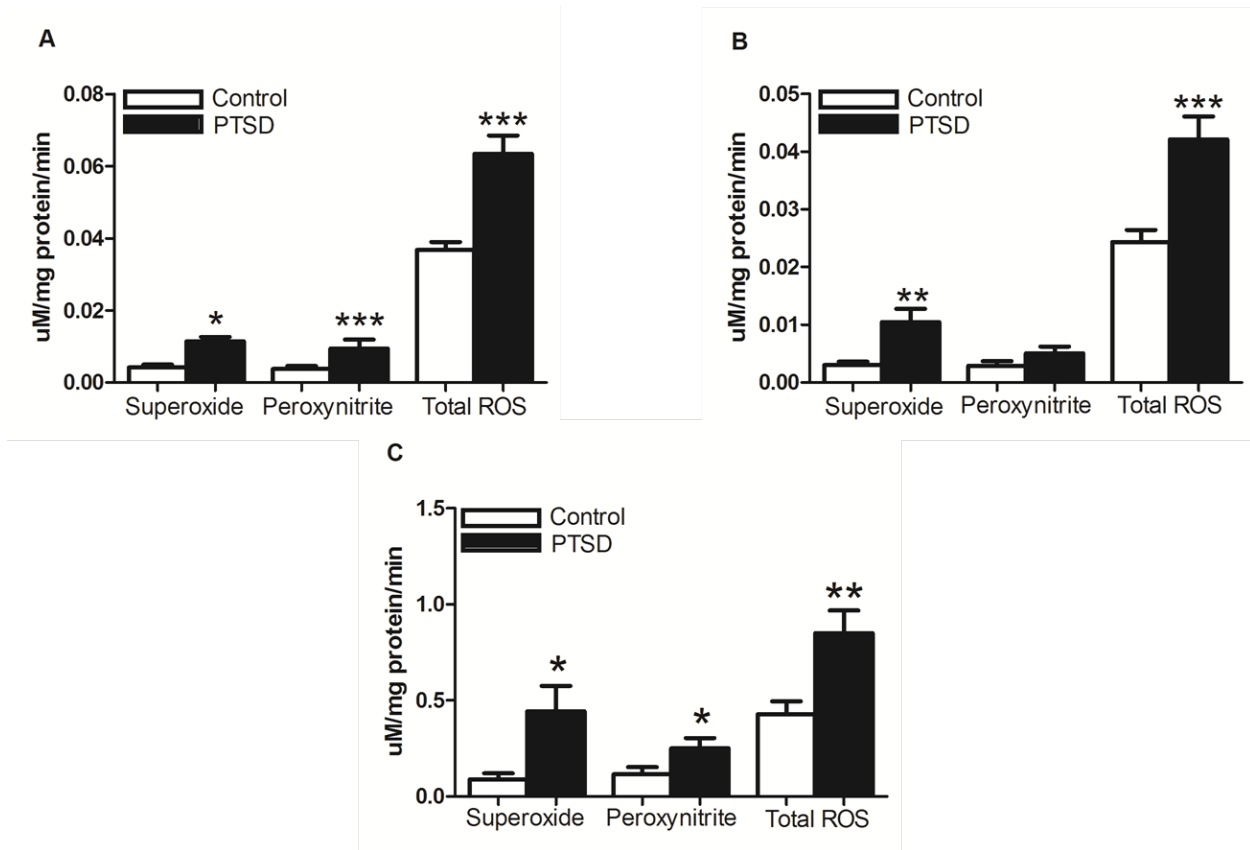 A
0.08
0.06
0.04
0.02
0.00
uM/mg protein/min
Control
PTSD
*
***
***
Superoxide Peroxynitrite Total ROS
B
0.05
0.04
0.03
0.02
0.01
0.00
uM/mg protein/min
Control
PTSD
**
***
Superoxide Peroxynitrite Total ROS
C
1.5
1.0
0.5
0.0
uM/mg protein/min
Control
PTSD
*
*
**
Superoxide Peroxynitrite Total ROS